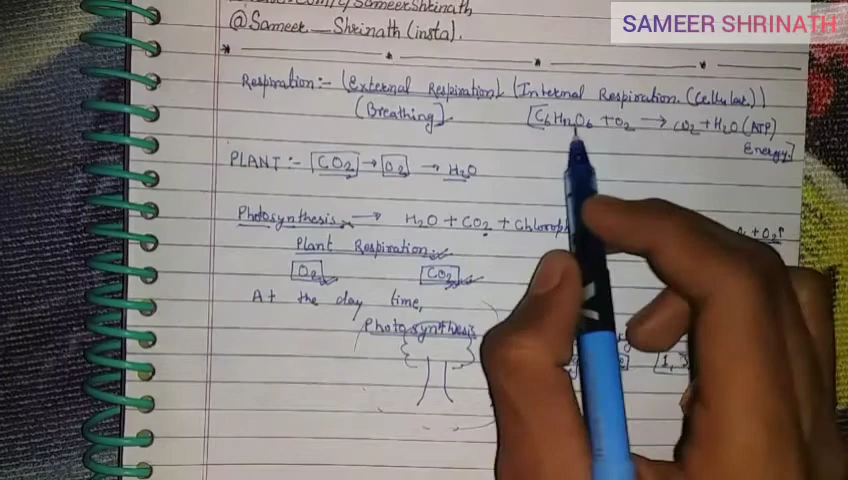 SAMEER SHRINATH
@Sameer_Shrinath (insta).
Respiration:- (External Respiration) (Internal Respiration. (Cellular))
(Breathing) [C6H12O6 + O2 → CO2 + H2O (ATP)
Energy.]
PLANT :- CO2 → O2 → H2O
Photosynthesis → H2O + CO2 + Chloroph + O2↑
Plant Respiration.
O2 CO2
At the day time,
Photosynthesis